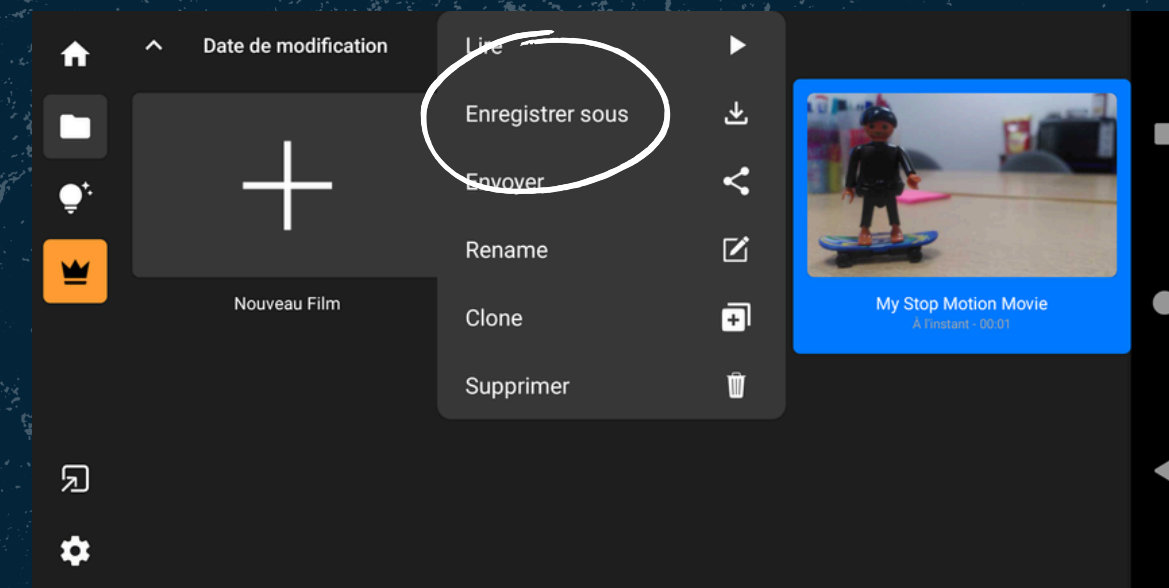 Date de modification
Lire
Enregistrer sous
Envoyer
Rename
Clone
Supprimer
Nouveau Film
My Stop Motion Movie
À l'instant - 00:01